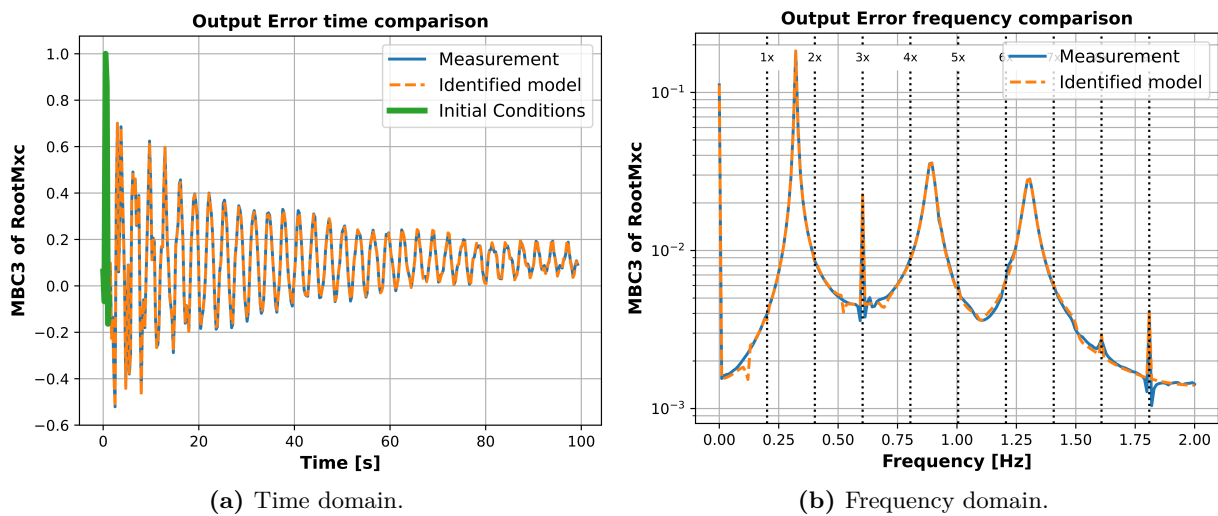 Output Error time comparison
MBC3 of RootMxc
1.0
0.8
0.6
0.4
0.2
0.0
−0.2
−0.4
−0.6
0
20
40
60
80
100
Time [s]
Measurement
Identified model
Initial Conditions
(a) Time domain.
Output Error frequency comparison
MBC3 of RootMxc
10−1
10−2
10−3
1x
2x
3x
4x
5x
6x
Measurement
Identified model
0.00
0.25
0.50
0.75
1.00
1.25
1.50
1.75
2.00
Frequency [Hz]
(b) Frequency domain.